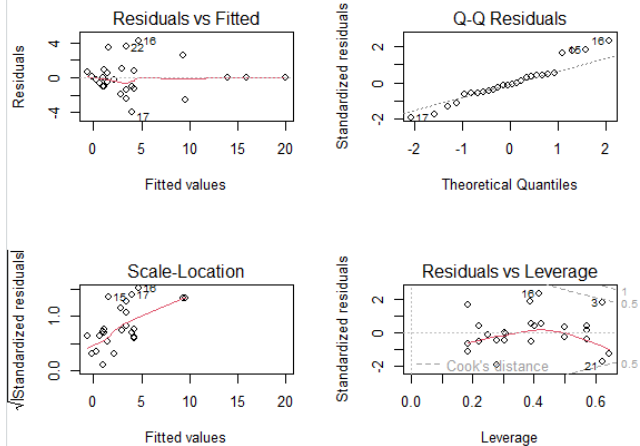 Residuals vs Fitted
Residuals
-4 0 4
16
22
17
0 5 10 15 20
Fitted values
Q-Q Residuals
Standardized residuals
-2 0 2
15
16
17
-2 -1 0 1 2
Theoretical Quantiles
Scale-Location
√|Standardized residuals|
0.0 1.0
15
16
17
0 5 10 15 20
Fitted values
Residuals vs Leverage
Standardized residuals
-2 0 2
16
3
21
1
0.5
0.5
Cook's distance
0.0 0.2 0.4 0.6
Leverage